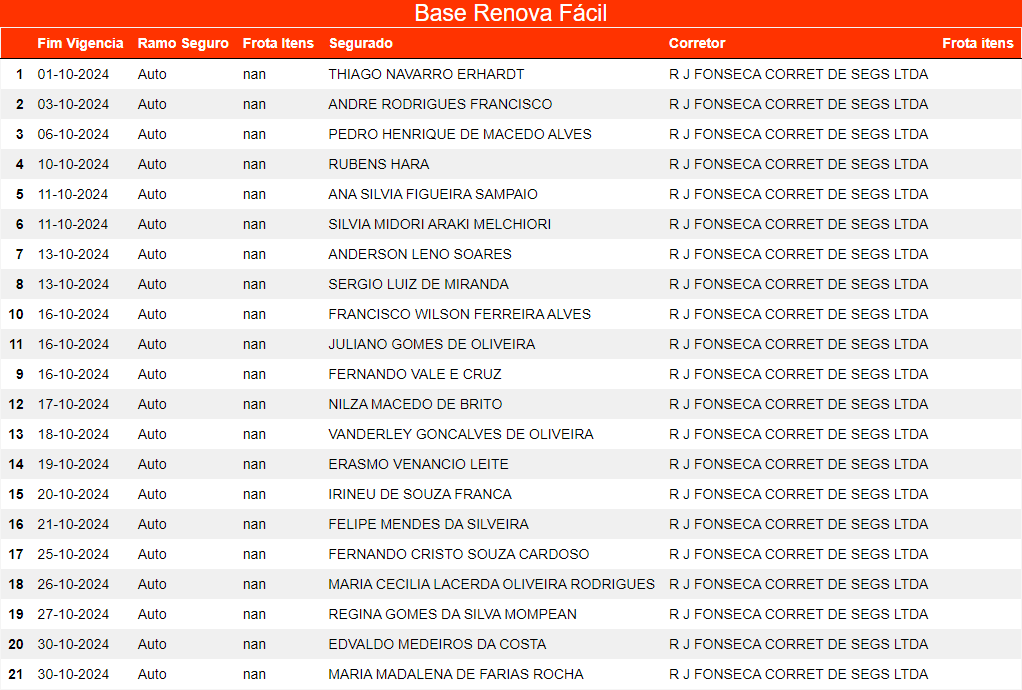 Base Renova Fácil
Fim Vigencia Ramo Seguro Frota Itens Segurado Corretor Frota itens
1 01-10-2024 Auto nan THIAGO NAVARRO ERHARDT R J FONSECA CORRET DE SEGS LTDA
2 03-10-2024 Auto nan ANDRE RODRIGUES FRANCISCO R J FONSECA CORRET DE SEGS LTDA
3 06-10-2024 Auto nan PEDRO HENRIQUE DE MACEDO ALVES R J FONSECA CORRET DE SEGS LTDA
4 10-10-2024 Auto nan RUBENS HARA R J FONSECA CORRET DE SEGS LTDA
5 11-10-2024 Auto nan ANA SILVIA FIGUEIRA SAMPAIO R J FONSECA CORRET DE SEGS LTDA
6 11-10-2024 Auto nan SILVIA MIDORI ARAKI MELCHIORI R J FONSECA CORRET DE SEGS LTDA
7 13-10-2024 Auto nan ANDERSON LENO SOARES R J FONSECA CORRET DE SEGS LTDA
8 13-10-2024 Auto nan SERGIO LUIZ DE MIRANDA R J FONSECA CORRET DE SEGS LTDA
10 16-10-2024 Auto nan FRANCISCO WILSON FERREIRA ALVES R J FONSECA CORRET DE SEGS LTDA
11 16-10-2024 Auto nan JULIANO GOMES DE OLIVEIRA R J FONSECA CORRET DE SEGS LTDA
9 16-10-2024 Auto nan FERNANDO VALE E CRUZ R J FONSECA CORRET DE SEGS LTDA
12 17-10-2024 Auto nan NILZA MACEDO DE BRITO R J FONSECA CORRET DE SEGS LTDA
13 18-10-2024 Auto nan VANDERLEY GONCALVES DE OLIVEIRA R J FONSECA CORRET DE SEGS LTDA
14 19-10-2024 Auto nan ERASMO VENANCIO LEITE R J FONSECA CORRET DE SEGS LTDA
15 20-10-2024 Auto nan IRINEU DE SOUZA FRANCA R J FONSECA CORRET DE SEGS LTDA
16 21-10-2024 Auto nan FELIPE MENDES DA SILVEIRA R J FONSECA CORRET DE SEGS LTDA
17 25-10-2024 Auto nan FERNANDO CRISTO SOUZA CARDOSO R J FONSECA CORRET DE SEGS LTDA
18 26-10-2024 Auto nan MARIA CECILIA LACERDA OLIVEIRA RODRIGUES R J FONSECA CORRET DE SEGS LTDA
19 27-10-2024 Auto nan REGINA GOMES DA SILVA MOMPEAN R J FONSECA CORRET DE SEGS LTDA
20 30-10-2024 Auto nan EDVALDO MEDEIROS DA COSTA R J FONSECA CORRET DE SEGS LTDA
21 30-10-2024 Auto nan MARIA MADALENA DE FARIAS ROCHA R J FONSECA CORRET DE SEGS LTDA